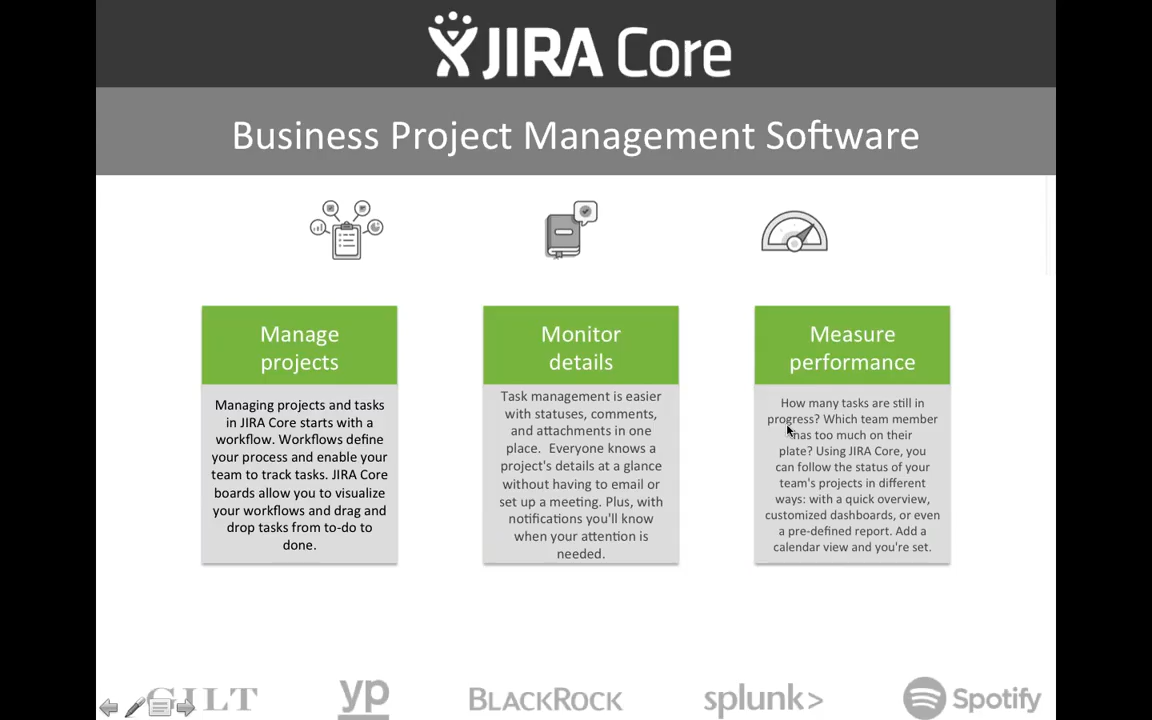 JIRA Core
Business Project Management Software
Manage
projects
Managing projects and tasks
in JIRA Core starts with a
workflow. Workflows define
your process and enable your
team to track tasks. JIRA Core
boards allow you to visualize
your workflows and drag and
drop tasks from to-do to
done.
Monitor
details
Task management is easier
with statuses, comments,
and attachments in one
place.  Everyone knows a
project's details at a glance
without having to email or
set up a meeting. Plus, with
notifications you'll know
when your attention is
needed.
Measure
performance
How many tasks are still in
progress? Which team member
has too much on their
plate? Using JIRA Core, you
can follow the status of your
team's projects in different
ways: with a quick overview,
customized dashboards, or even
a pre-defined report. Add a
calendar view and you're set.
GILT
yp
BLACKROCK
splunk>
Spotify